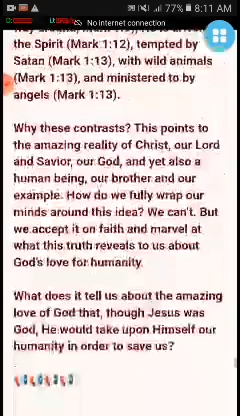 77% 8:11 AM
No internet connection
the Spirit (Mark 1:12), tempted by
Satan (Mark 1:13), with wild animals
(Mark 1:13), and ministered to by
angels (Mark 1:13).
Why these contrasts? This points to
the amazing reality of Christ, our Lord
and Savior, our God, and yet also a
human being, our brother and our
example. How do we fully wrap our
minds around this idea? We can't. But
we accept it on faith and marvel at
what this truth reveals to us about
God's love for humanity.
What does it tell us about the amazing
love of God that, though Jesus was
God, He would take upon Himself our
humanity in order to save us?